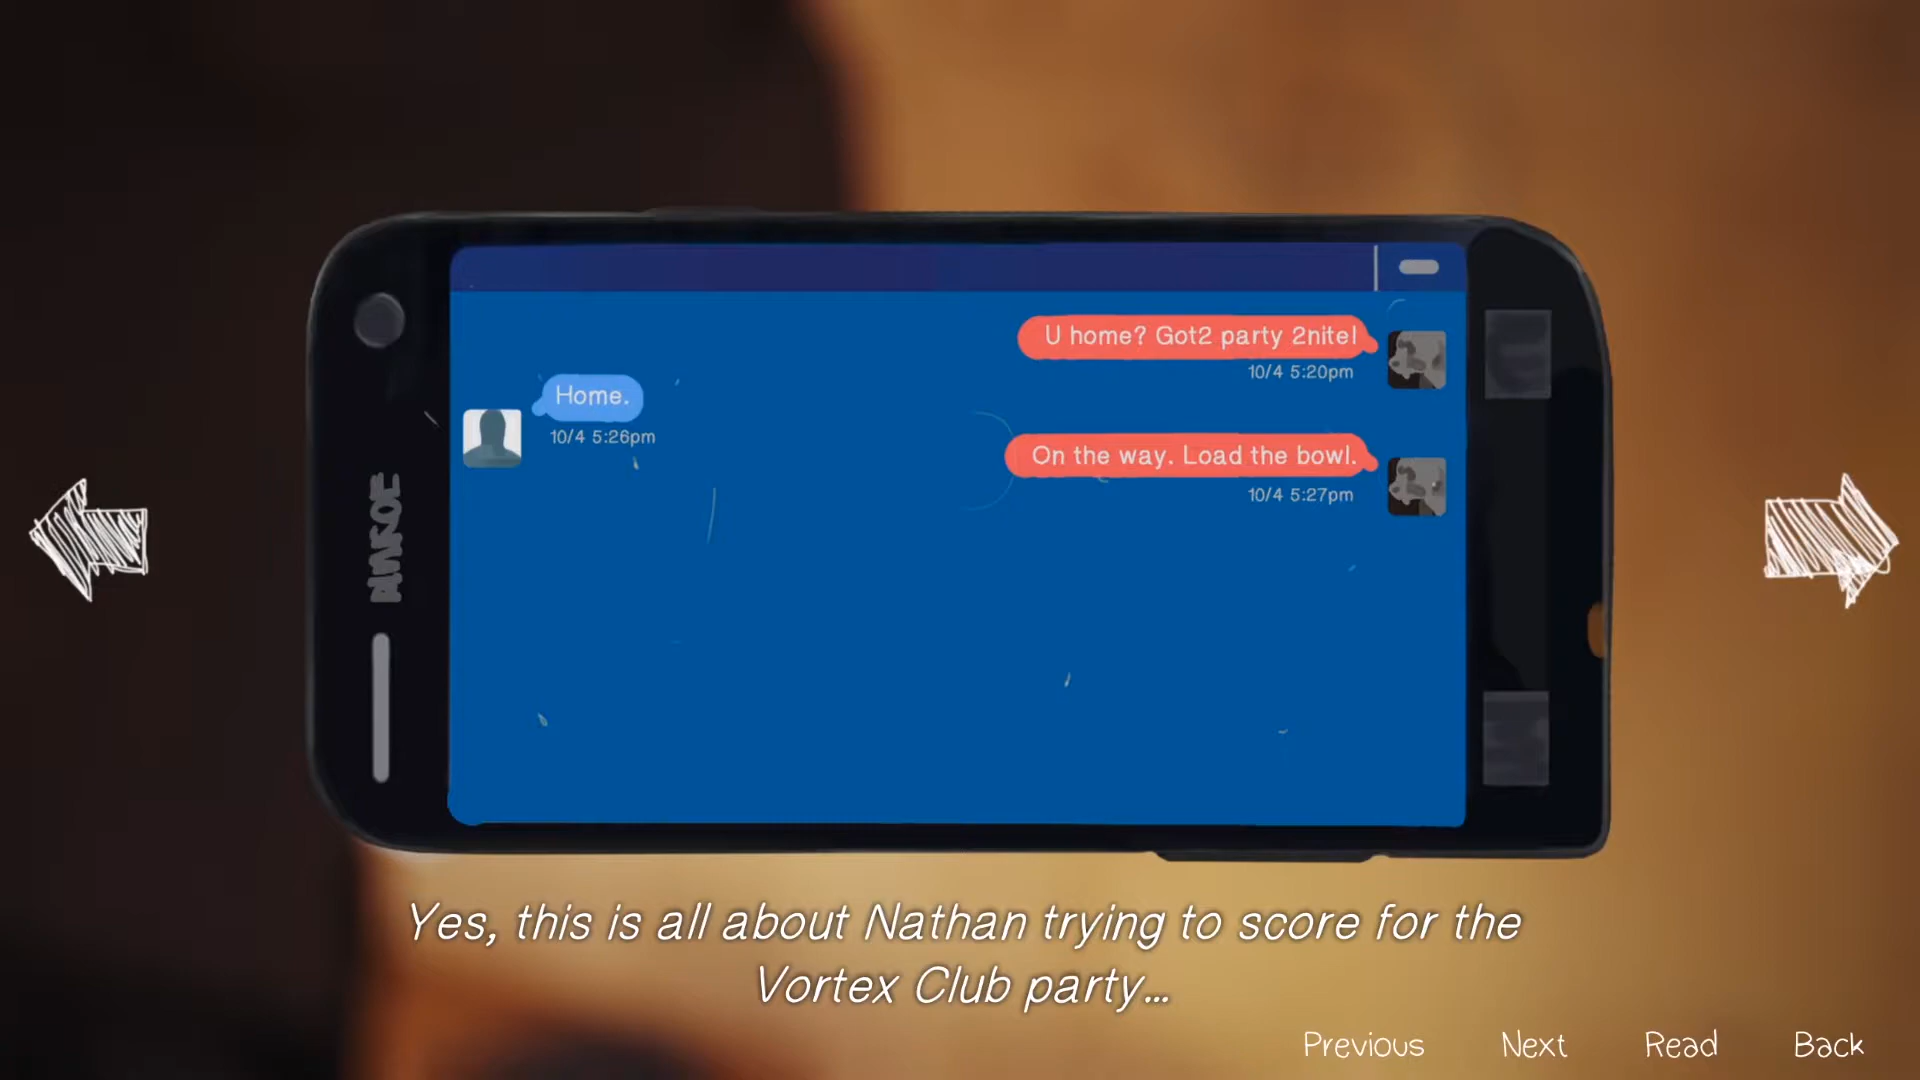 U home? Got2 party 2nite!
10/4 5:20pm
Home.
10/4 5:26pm
On the way. Load the bowl.
10/4 5:27pm
Yes, this is all about Nathan trying to score for the
Vortex Club party...
Previous Next Read Back